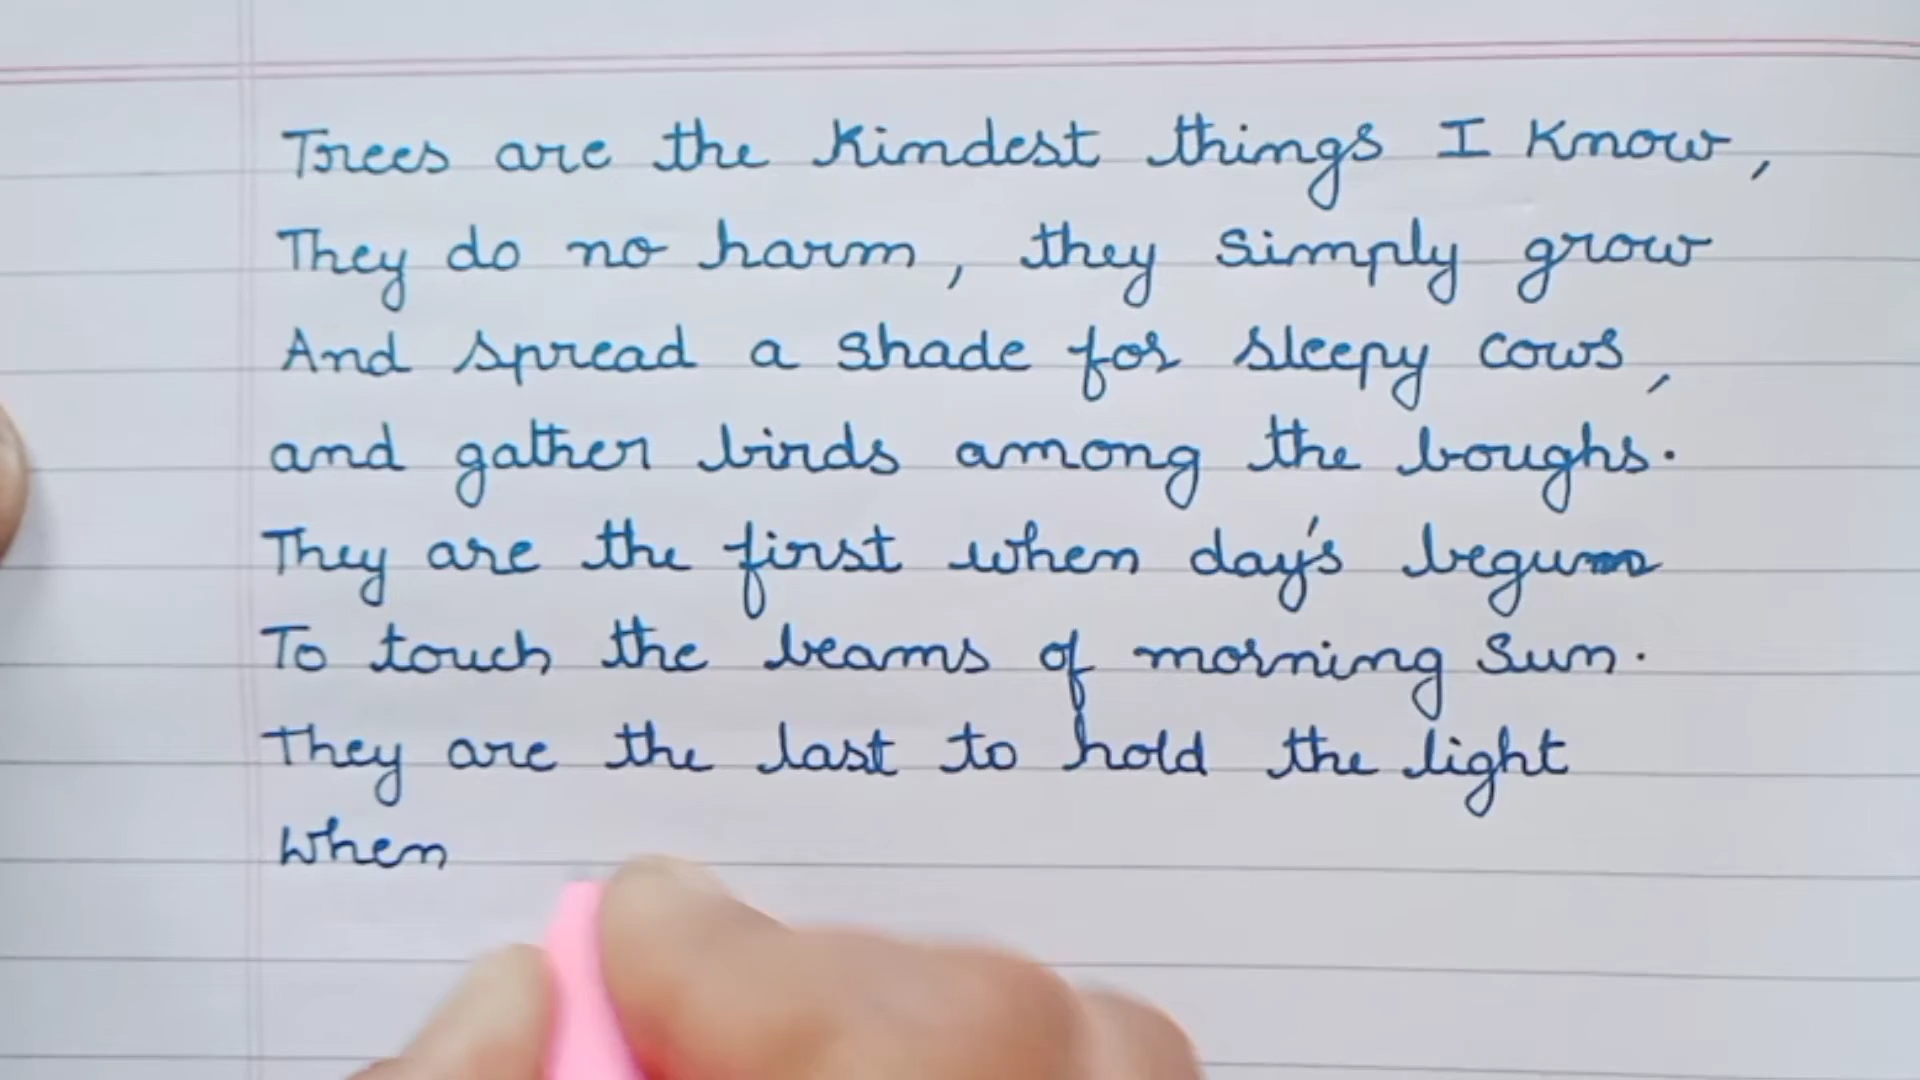 Trees are the kindest things I know,
They do no harm, they simply grow
And spread a shade for sleepy cows,
and gather birds among the boughs.
They are the first when day's begun
To touch the beams of morning sun.
They are the last to hold the light
When